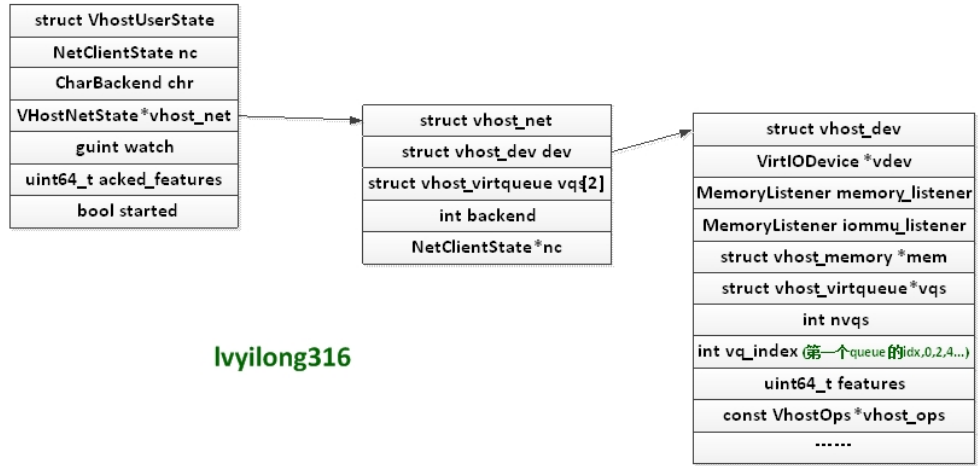 struct VhostUserState
NetClientState nc
CharBackend chr
VHostNetState*vhost_net
guint watch
uint64_t acked_features
bool started
struct vhost_net
struct vhost_dev dev
struct vhost_virtqueue vqs[2]
int backend
NetClientState*nc
struct vhost_dev
VirtIODevice *vdev
MemoryListener memory_listener
MemoryListener iommu_listener
struct vhost_memory *mem
struct vhost_virtqueue*vqs
int nvqs
int vq_index (第一个queue的idx,0,2,4...)
uint64_t features
const VhostOps*vhost_ops
······
lvyilong316